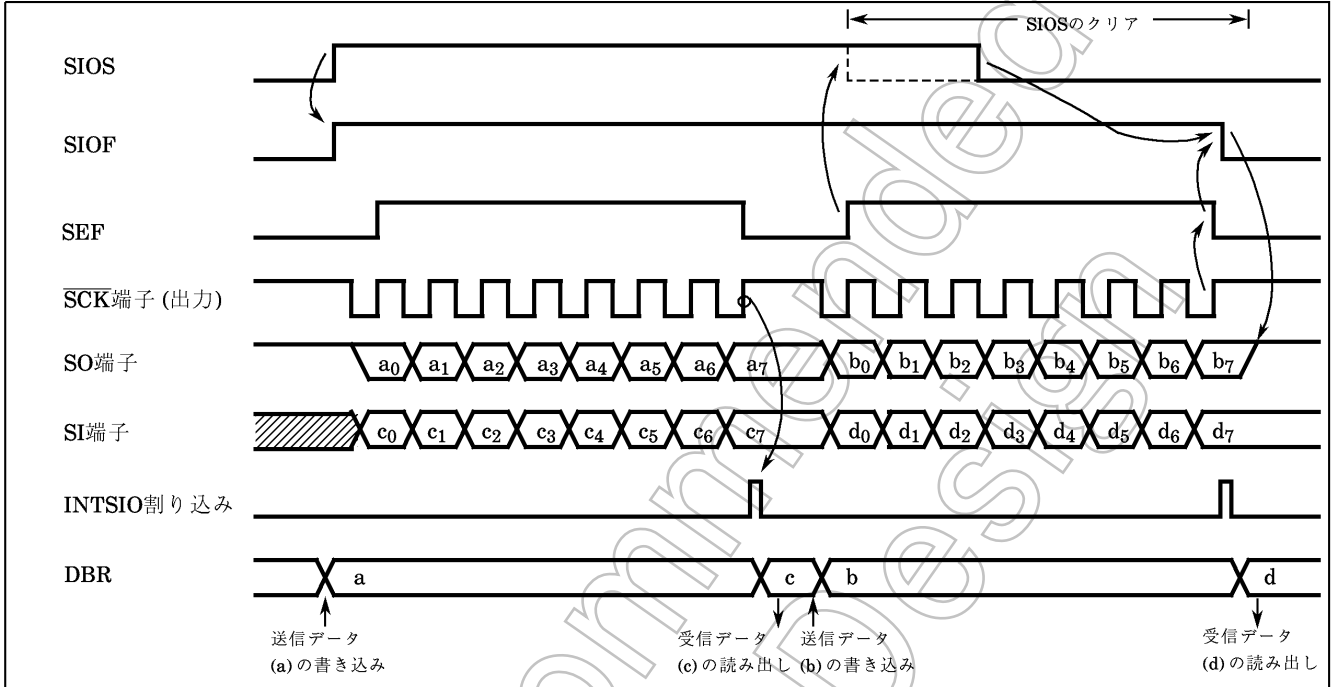 SIOSのクリア
SIOS
SIOF
SEF
SCK端子 (出力)
SO端子
a0 a1 a2 a3 a4 a5 a6 a7 b0 b1 b2 b3 b4 b5 b6 b7
SI端子
c0 c1 c2 c3 c4 c5 c6 c7 d0 d1 d2 d3 d4 d5 d6 d7
INTSIO割り込み
DBR
a c b d
送信データ
(a) の書き込み
受信データ
(c) の読み出し
送信データ
(b) の書き込み
受信データ
(d) の読み出し
ommended
Design